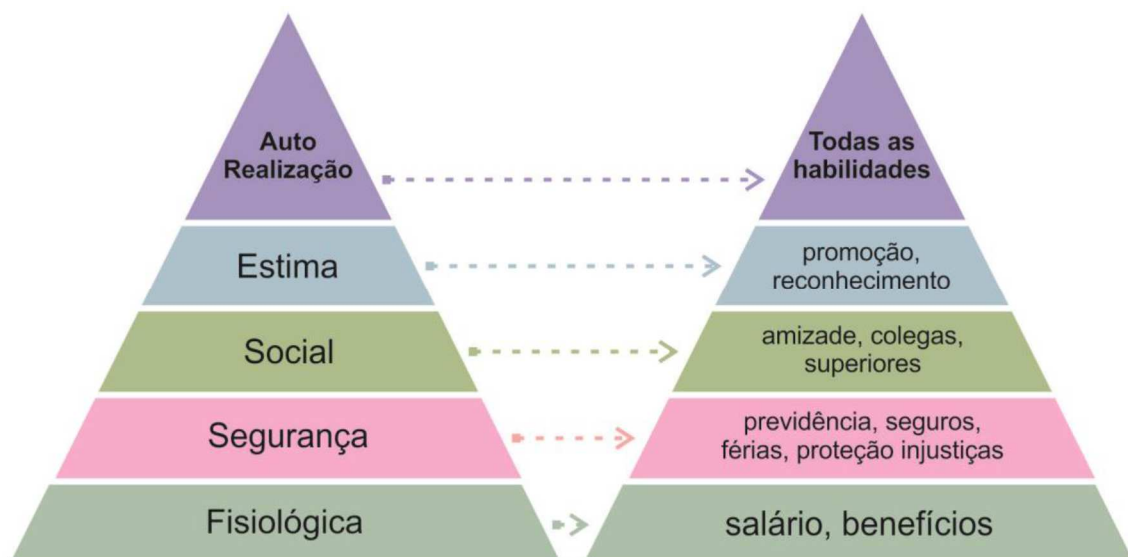 Auto
Realização
Todas as
habilidades
Estima
promoção,
reconhecimento
Social
amizade, colegas,
superiores
Segurança
previdência, seguros,
férias, proteção injustiças
Fisiológica
salário, benefícios